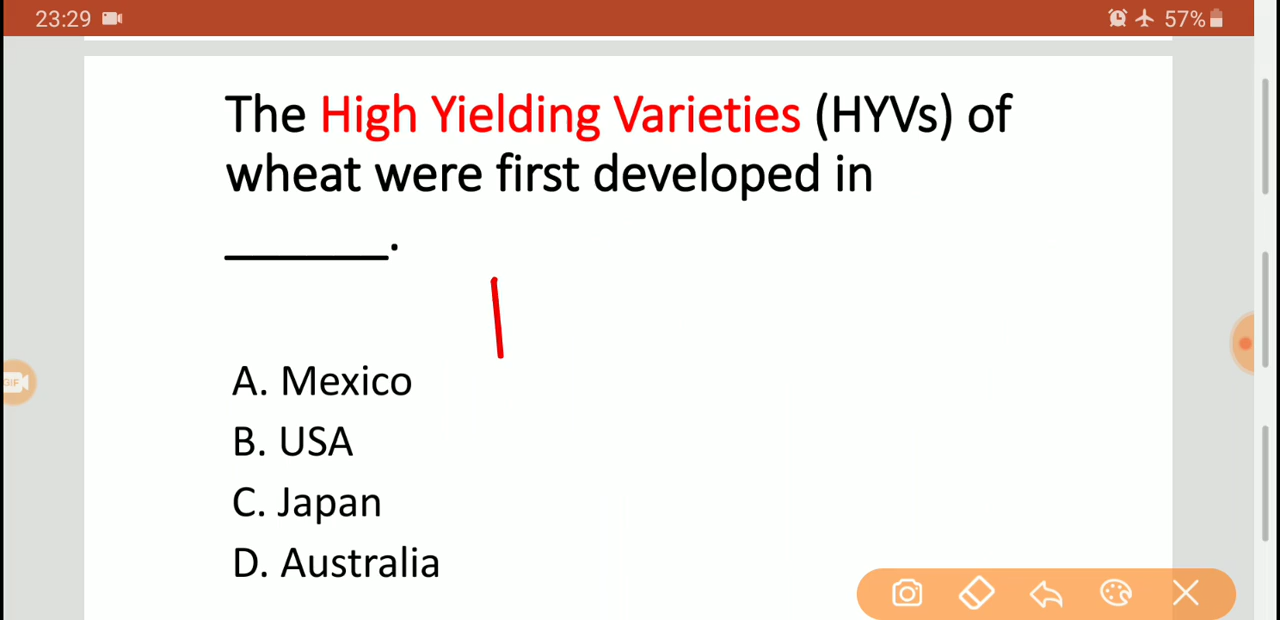 23:29 57%
The High Yielding Varieties (HYVs) of
wheat were first developed in
_______.
A. Mexico
B. USA
C. Japan
D. Australia
GIF